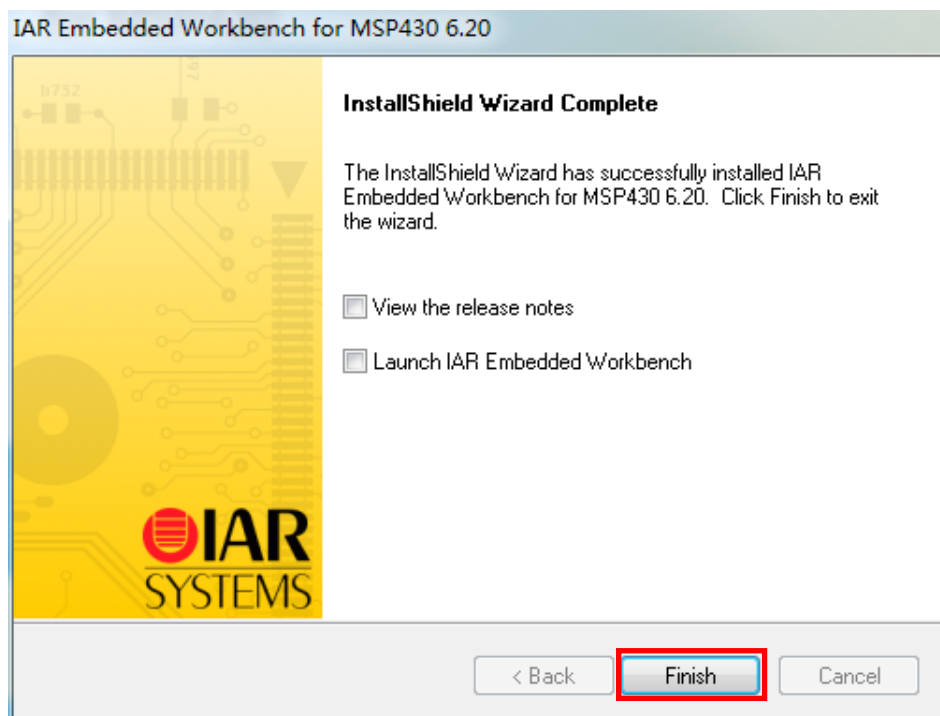 IAR Embedded Workbench for MSP430 6.20
h752
InstallShield Wizard Complete
The InstallShield Wizard has successfully installed IAR
Embedded Workbench for MSP430 6.20. Click Finish to exit
the wizard.
View the release notes
Launch IAR Embedded Workbench
IAR
SYSTEMS
< Back
Finish
Cancel